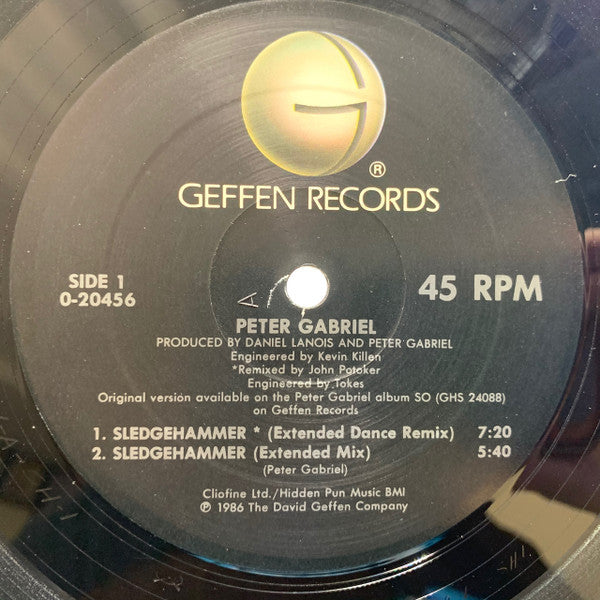 G
®
GEFFEN RECORDS
SIDE 1
0-20456
45 RPM
A
PETER GABRIEL
PRODUCED BY DANIEL LANOIS AND PETER GABRIEL
Engineered by Kevin Killen
*Remixed by John Potoker
Engineered by Tokes
Original version available on the Peter Gabriel album SO (GHS 24088)
on Geffen Records
1. SLEDGEHAMMER * (Extended Dance Remix) 7:20
2. SLEDGEHAMMER (Extended Mix) 5:40
(Peter Gabriel)
Cliofine Ltd./Hidden Pun Music BMI
℗ 1986 The David Geffen Company